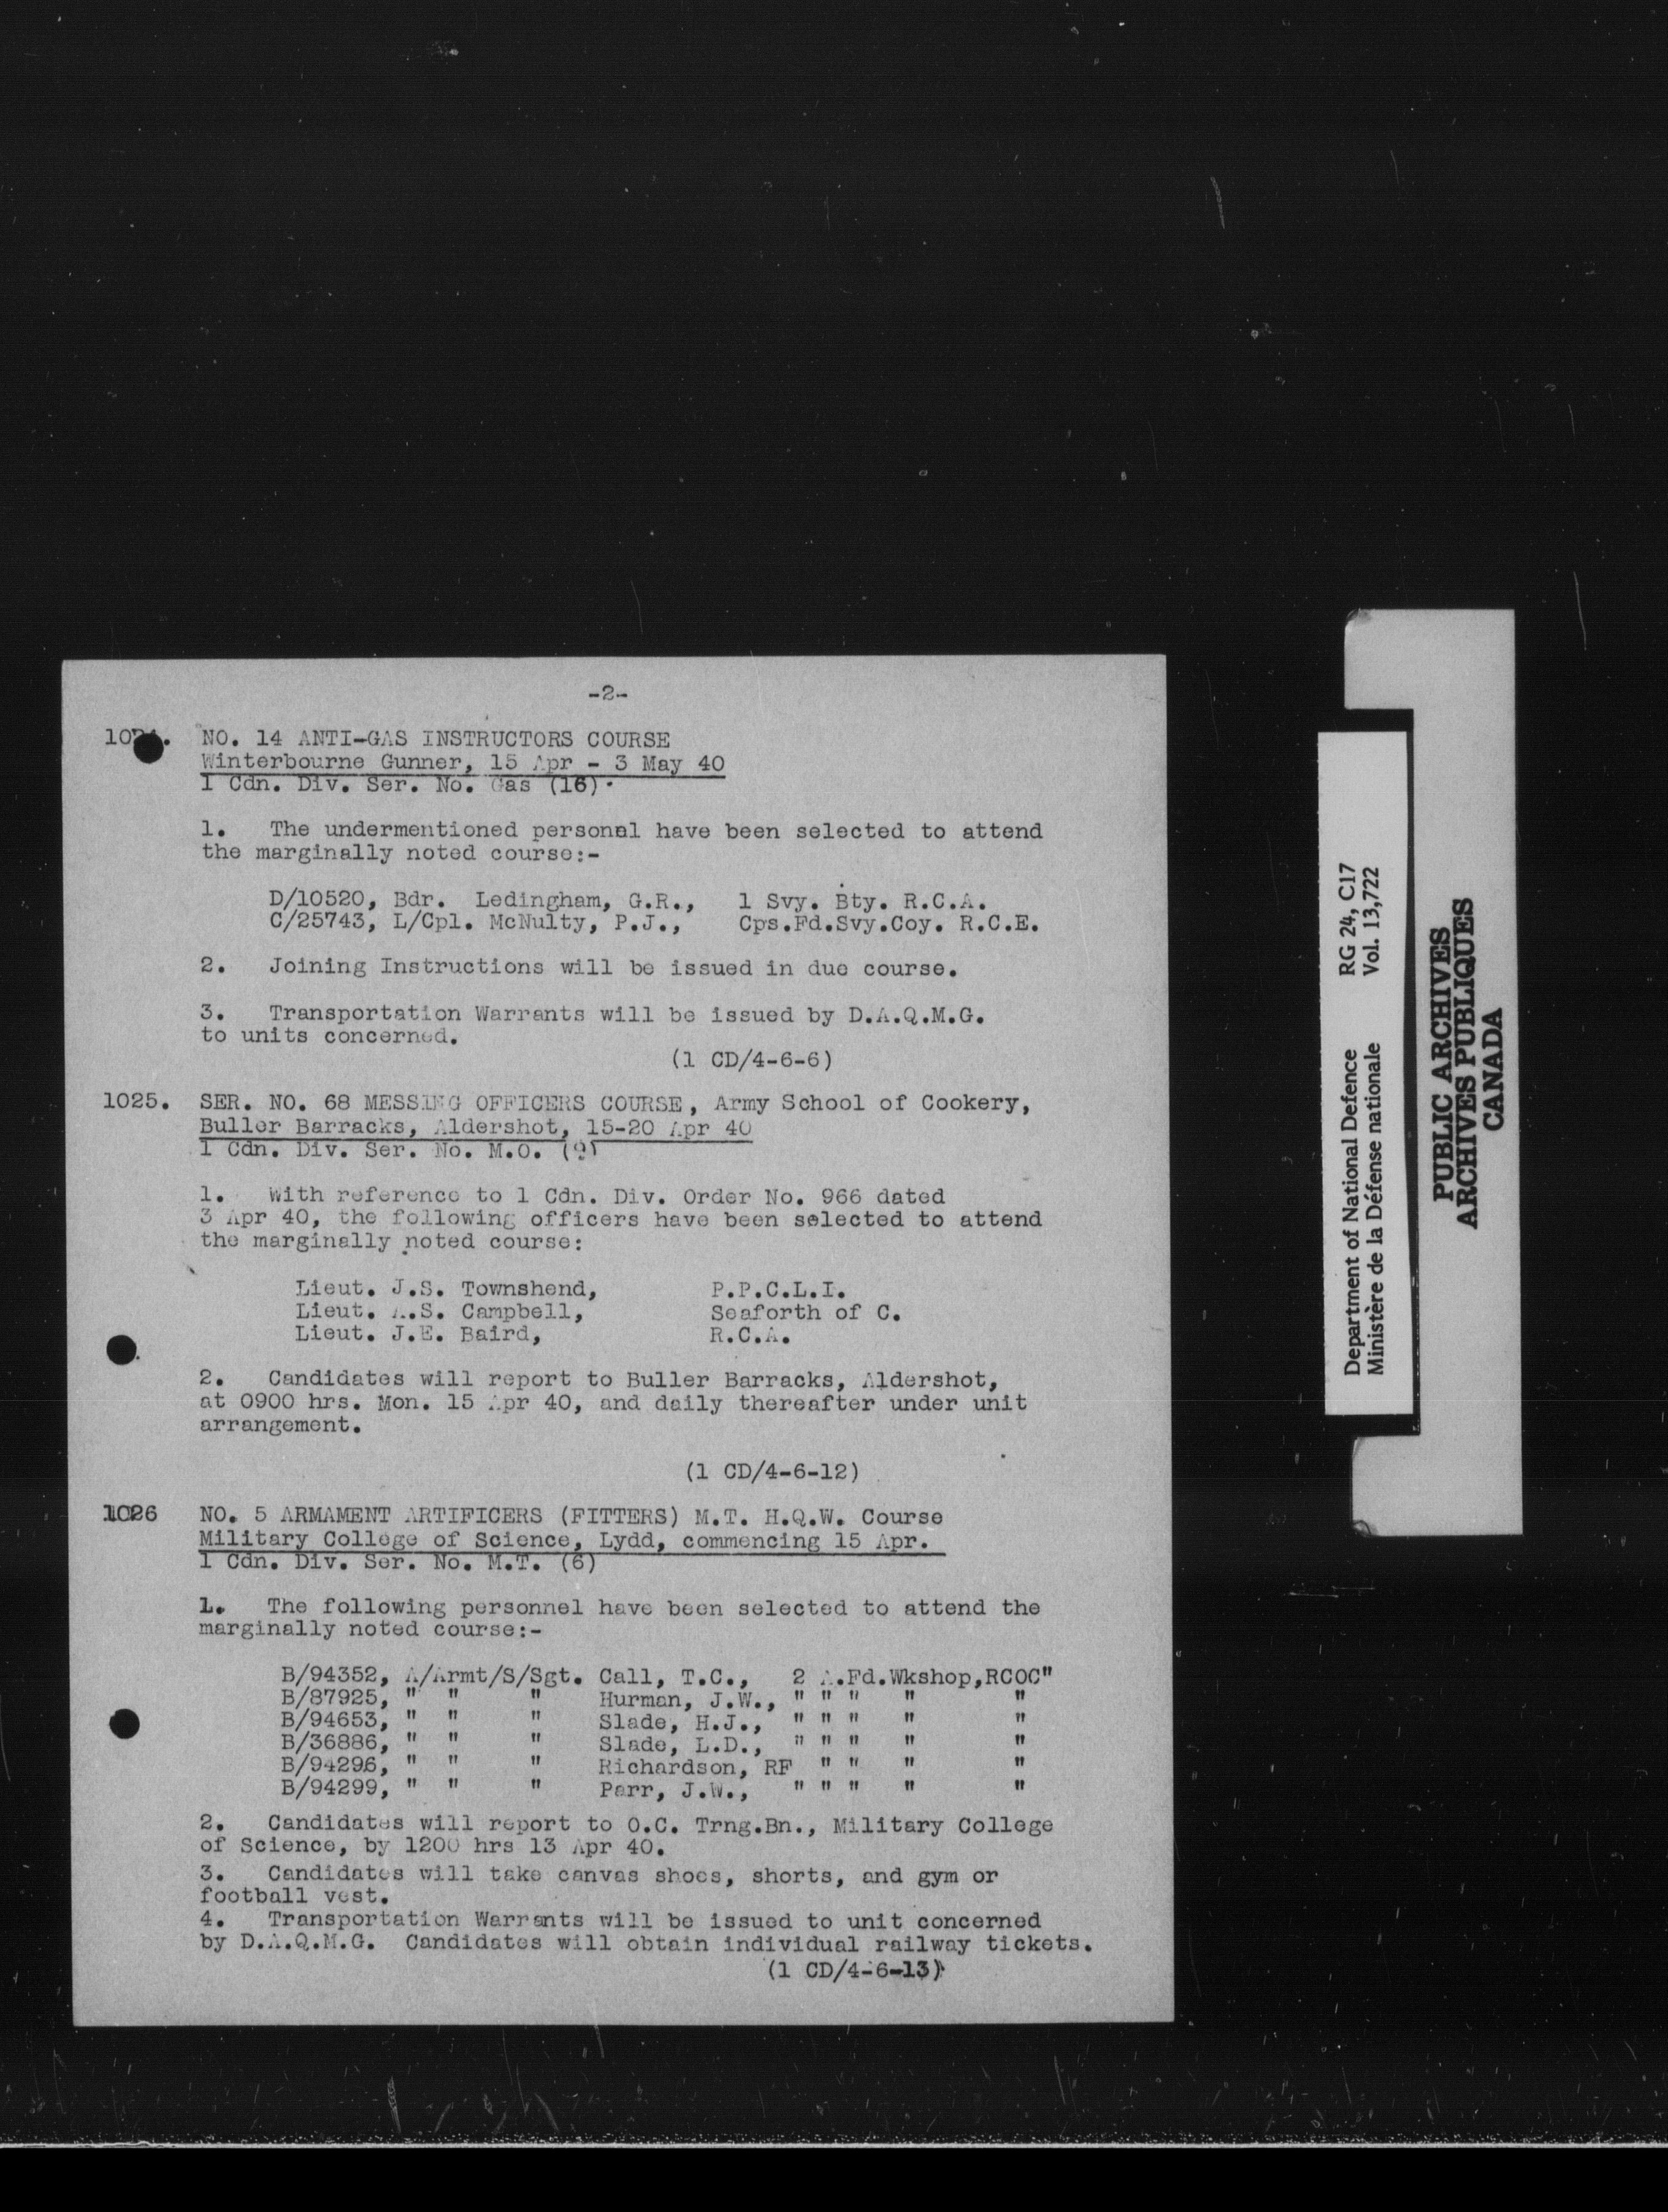 -2-
NO. 14 ANTI-GAS INSTRUCTORS COURSE
Winterbourne Gunner, 15 Apr - 3 May 40
1 Cdn. Div. Ser. No. Gas (16).
1. The undermentioned personel have been selected to attend
the marginally noted course:-
D/10520, Bdr. Ledingham, G.R., 1 Svy. Bty. R.C.A.
C/25743, L/Cpl. McNulty, P.J., Cps.Fd.Svy.Coy. R.C.E.
2. Joining Instructions will be issued in due course.
3. Transportation Warrants will be issued by D.A.Q.M.G.
to units concerned.
(1 CD/4-6-6)
1025. SER. NO. 68 MESSING OFFICERS COURSE, Army School of Cookery,
Buller Barracks, Aldershot, 15-20 Apr 40
1 Cdn. Div. Ser. No. M.O.
1. With reference to 1 Cdn. Div. Order No. 966 dated
3 Apr 40, the following officers have been selected to attend
the marginally noted course:
Lieut. J.S. Townshend, P.P.C.L.I.
Lieut. A.S. Campbell, Seaforth of C.
Lieut. J.E. Baird, R.C.A.
2. Candidates will report to Buller Barracks, Aldershot,
at 0900 hrs. Mon. 15 Apr 40, and daily thereafter under unit
arrangement.
(1 CD/4-6-12)
1026 NO. 5 ARMAMENT ARTIFICERS (FITTERS) M.T. H.Q.W. Course
Military College of Science, Lydd, commencing 15 Apr.
1 Cdn. Div. Ser. No. M.T. (6)
1. The following personnel have been selected to attend the
marginally noted course:-
B/94352, A/Armt/S/Sgt. Call, T.C., 2 A.Fd.Wkshop,RCOC"
B/87925, " " " Hurman, J.W., " " " " "
B/94653, " " " Slade, H.J., " " " " "
B/36886, " " " Slade, L.D., " " " " "
B/94296, " " " Richardson, RF " " " "
B/94299, " " " Parr, J.W., " " " " "
2. Candidates will report to O.C. Trng.Bn., Military College
of Science, by 1200 hrs 13 Apr 40.
3. Candidates will take canvas shoes, shorts, and gym or
football vest.
4. Transportation Warrants will be issued to unit concerned
by D.A.Q.M.G. Candidates will obtain individual railway tickets.
(1 CD/4-6-13)
Department of National Defence RG 24, C17
Ministère de la Défense nationale Vol. 13,722
PUBLIC ARCHIVES
ARCHIVES PUBLIQUES
CANADA